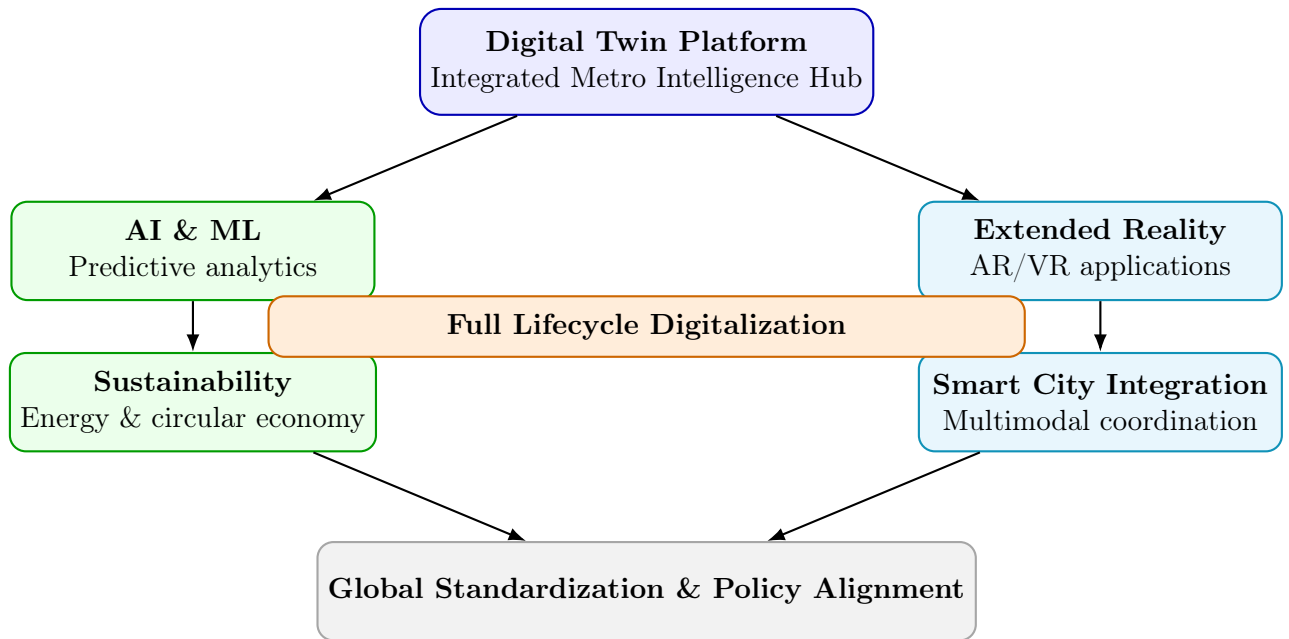 Digital Twin Platform
Integrated Metro Intelligence Hub
AI & ML
Predictive analytics
Extended Reality
AR/VR applications
Full Lifecycle Digitalization
Sustainability
Energy & circular economy
Smart City Integration
Multimodal coordination
Global Standardization & Policy Alignment